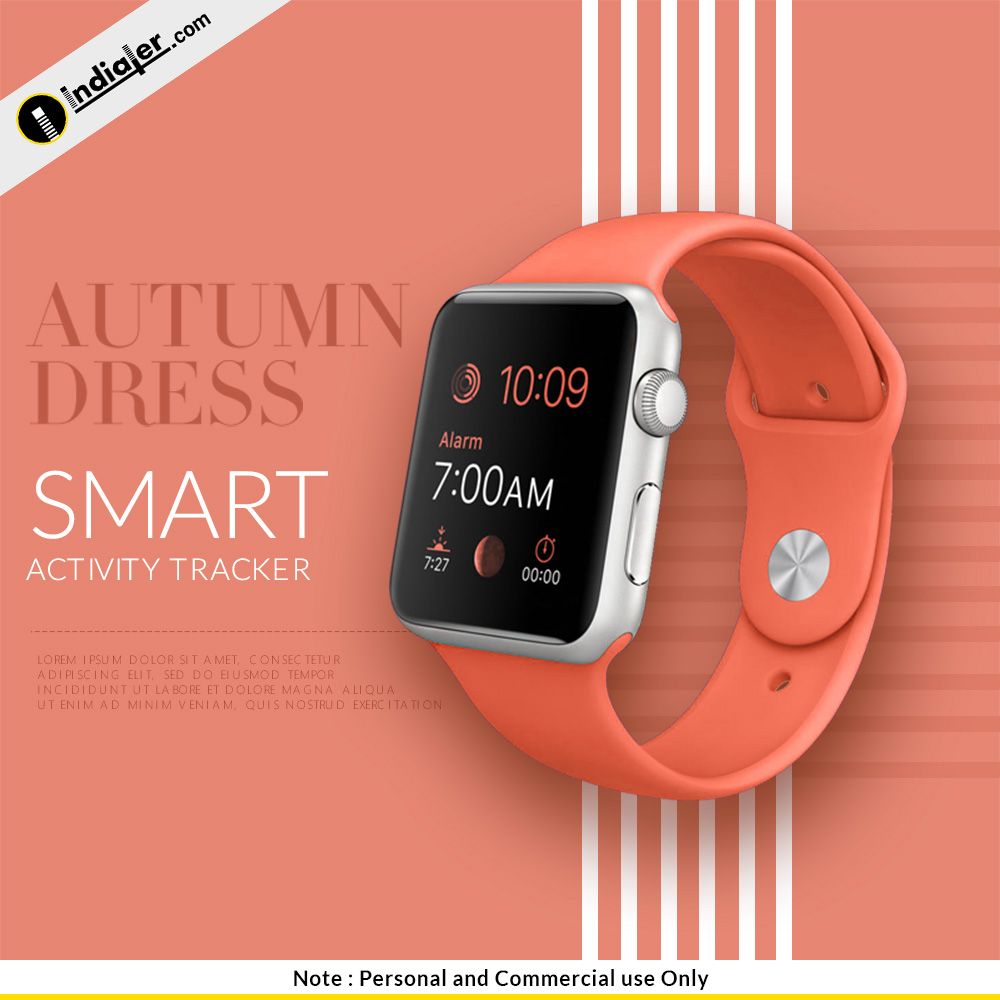 indiater.com
AUTUMN
DRESS
SMART
ACTIVITY TRACKER
LOREM IPSUM DOLOR SIT AMET, CONSECTETUR
ADIPISCING ELIT, SED DO EIUSMOD TEMPOR
INCIDIDUNT UT LABORE ET DOLORE MAGNA ALIQUA
UT ENIM AD MINIM VENIAM, QUIS NOSTRUD EXERCITATION
10:09
Alarm
7:00AM
7:27
00:00
Note : Personal and Commercial use Only